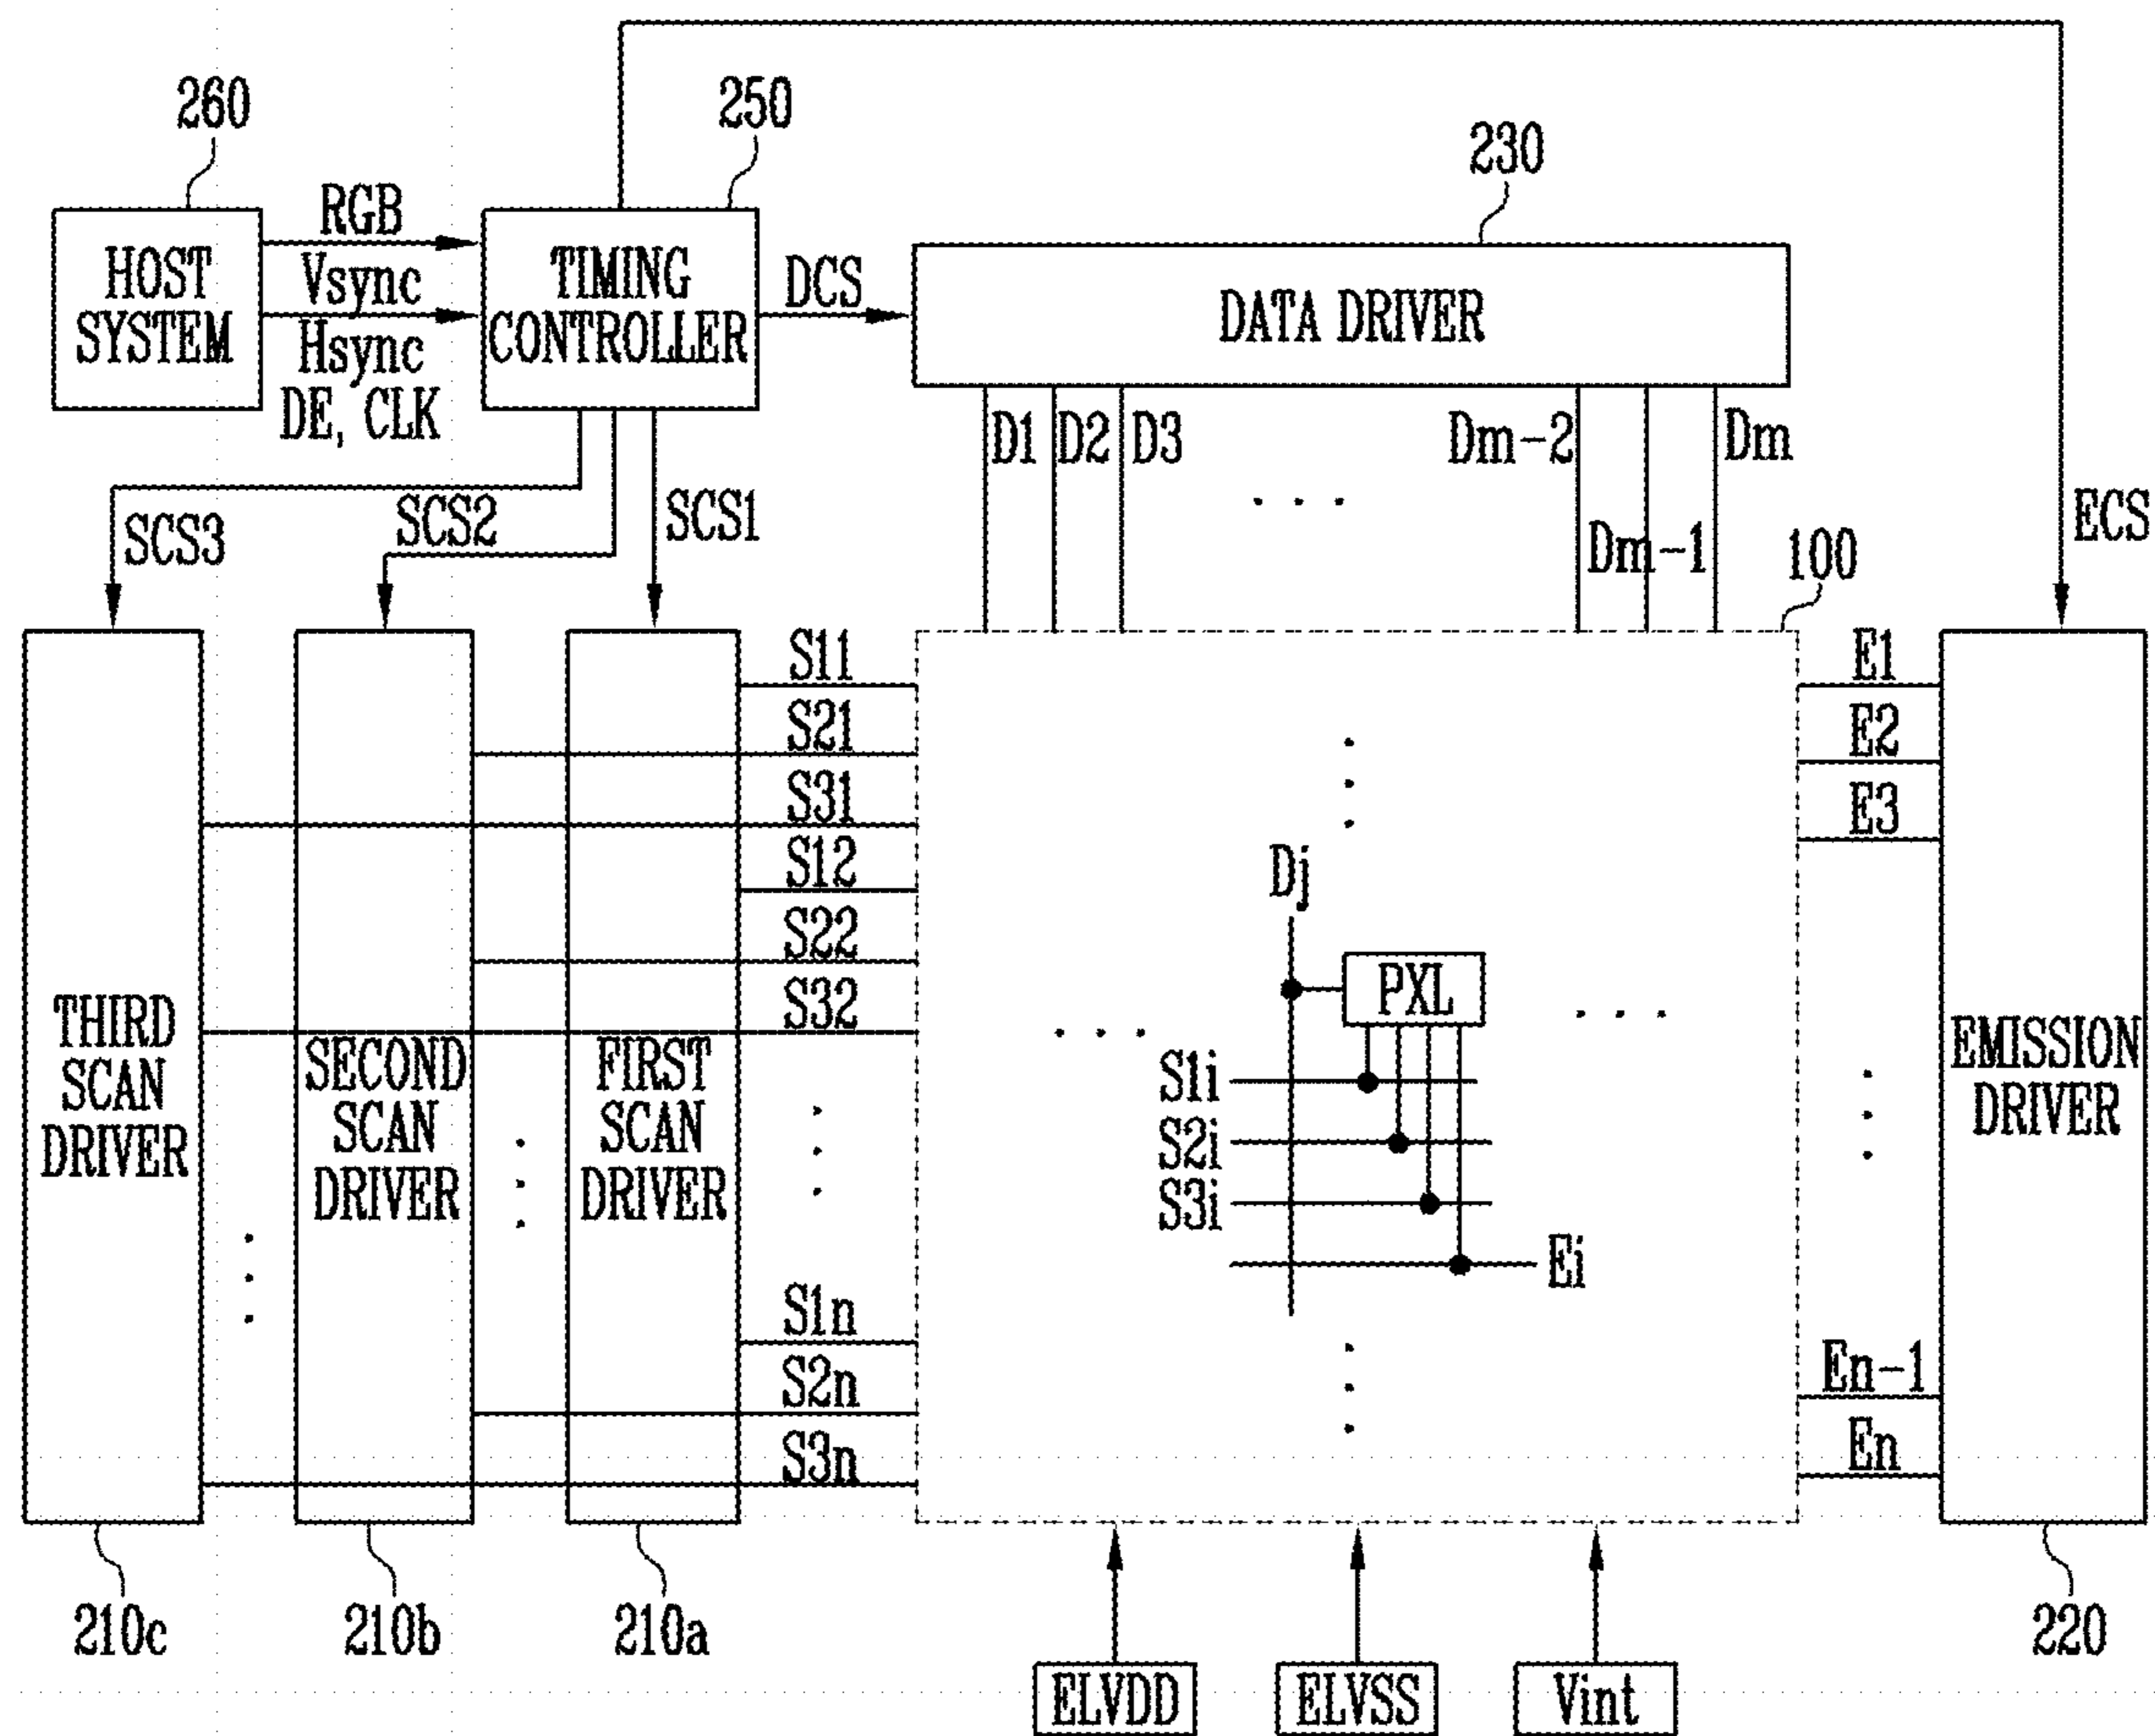 260
250
230
HOST
SYSTEM
RGB
Vsync
Hsync
DE, CLK
TIMING
CONTROLLER
DCS
DATA DRIVER
D1
D2
D3
. . .
Dm-2
Dm-1
Dm
ECS
SCS3
SCS2
SCS1
100
S11
S21
S31
S12
S22
S32
S1n
S2n
S3n
THIRD
SCAN
DRIVER
SECOND
SCAN
DRIVER
FIRST
SCAN
DRIVER
Dj
PXL
S1i
S2i
S3i
Ei
E1
E2
E3
En-1
En
EMISSION
DRIVER
210c
210b
210a
220
ELVDD
ELVSS
Vint